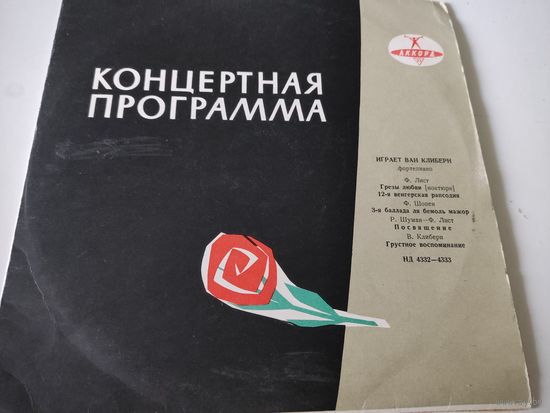 КОНЦЕРТНАЯ
ПРОГРАММА
АККОРД
ИГРАЕТ ВАН КЛИБЕРН
фортепиано
Ф. Лист
Грезы любви [ноктюрн]
12-я венгерская рапсодия
Ф. Шопен
3-я баллада ля бемоль мажор
Р. Шуман—Ф. Лист
Посвящение
В. Клиберн
Грустное воспоминание
НД 4332—4333